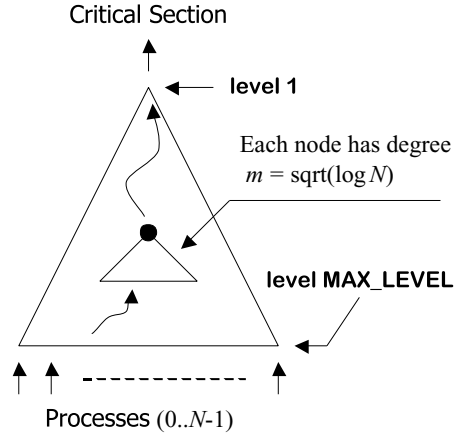 Critical Section
level 1
Each node has degree
m = sqrt(log N)
level MAX_LEVEL
Processes (0..N-1)